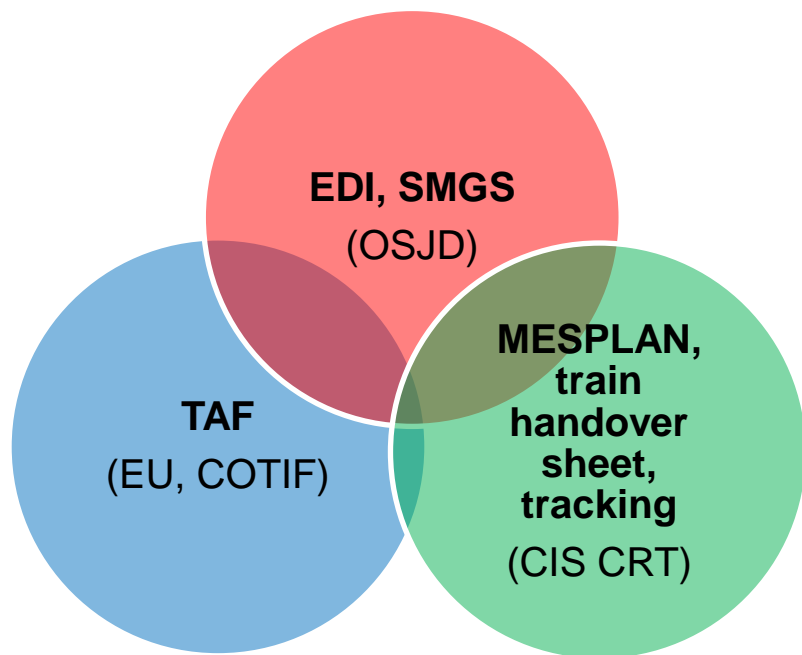 EDI, SMGS
(OSJD)
TAF
(EU, COTIF)
MESPLAN,
train
handover
sheet,
tracking
(CIS CRT)